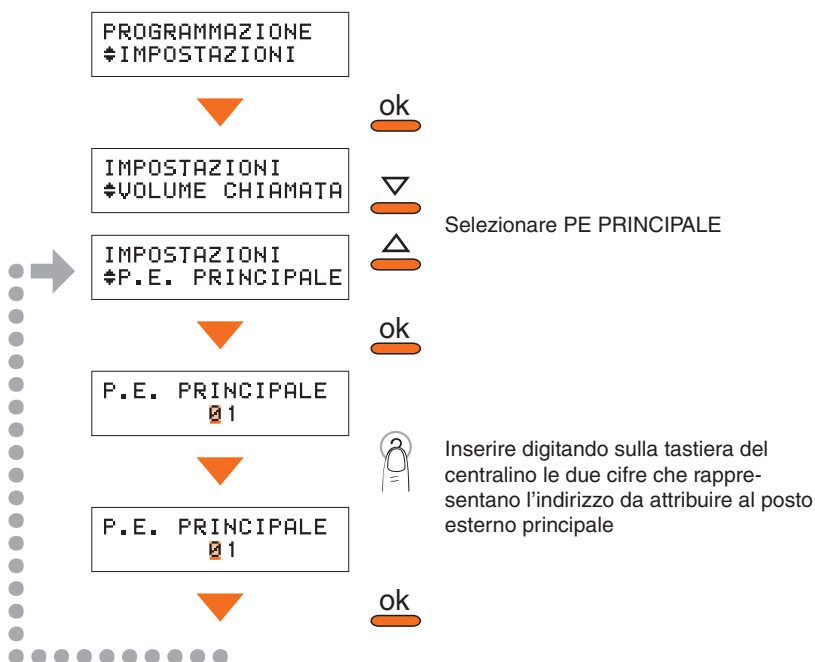 PROGRAMMAZIONE
IMPOSTAZIONI
ok
IMPOSTAZIONI
VOLUME CHIAMATA
Selezionare PE PRINCIPALE
IMPOSTAZIONI
P.E. PRINCIPALE
ok
P.E. PRINCIPALE
01
2
Inserire digitando sulla tastiera del
centralino le due cifre che rappre-
sentano l'indirizzo da attribuire al posto
esterno principale
P.E. PRINCIPALE
01
ok